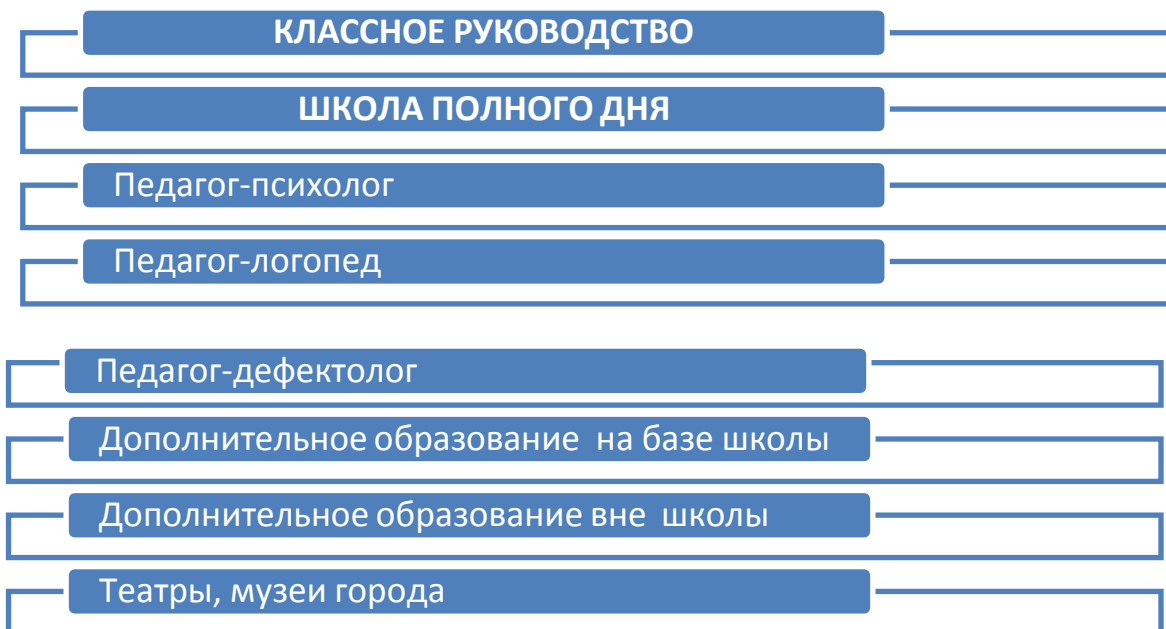 КЛАССНОЕ РУКОВОДСТВО
ШКОЛА ПОЛНОГО ДНЯ
Педагог-психолог
Педагог-логопед
Педагог-дефектолог
Дополнительное образование на базе школы
Дополнительное образование вне школы
Театры, музеи города